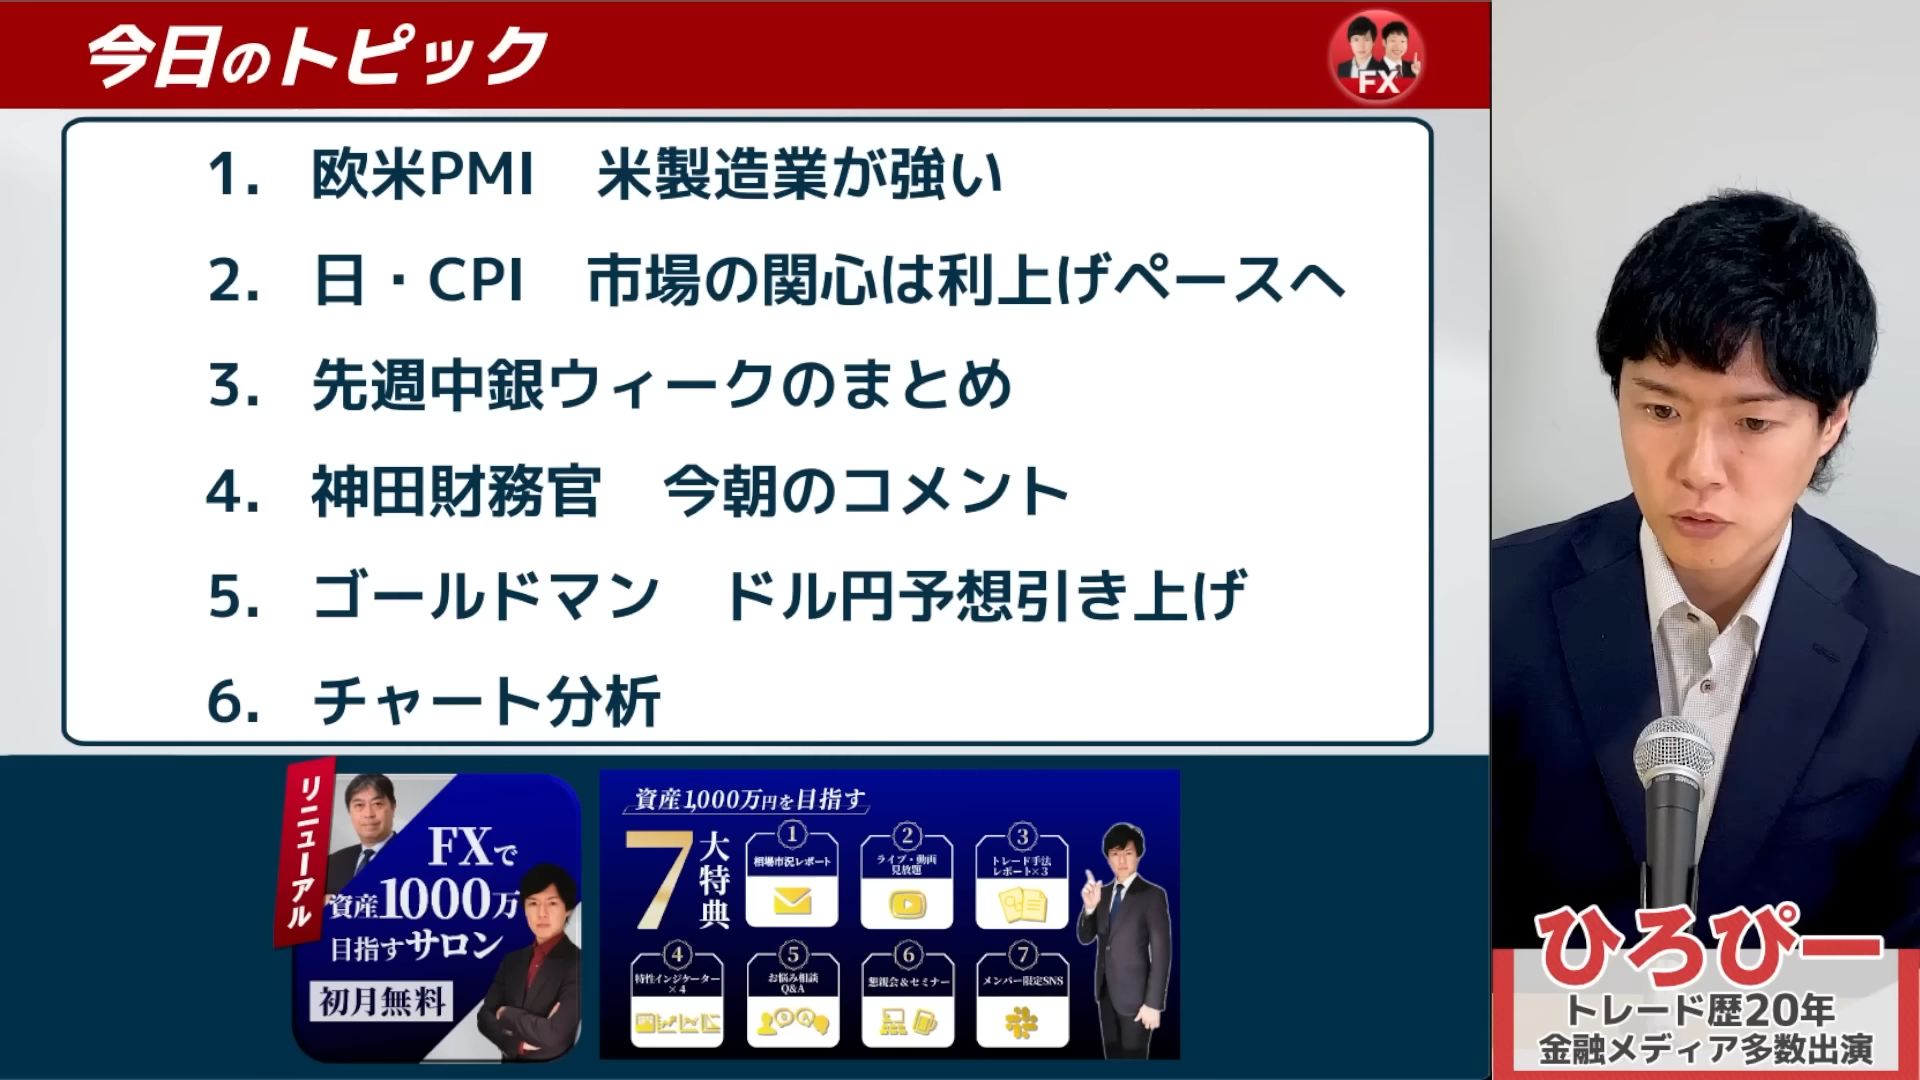 今日のトピック
FX
1. 欧米PMI 米製造業が強い
2. 日・CPI 市場の関心は利上げペースへ
3. 先週中銀ウィークのまとめ
4. 神田財務官 今朝のコメント
5. ゴールドマン ドル円予想引き上げ
6. チャート分析
リニューアル
FXで
資産1000万
目指すサロン
初月無料
資産1,000万円を目指す
7大特典
1
相場市況レポート
2
ライブ・動画
見放題
3
トレード手法
レポート×3
4
特性インジケーター
×4
5
お悩み相談
Q&A
6
懇親会&セミナー
7
メンバー限定SNS
ひろぴー
トレード歴20年
金融メディア多数出演